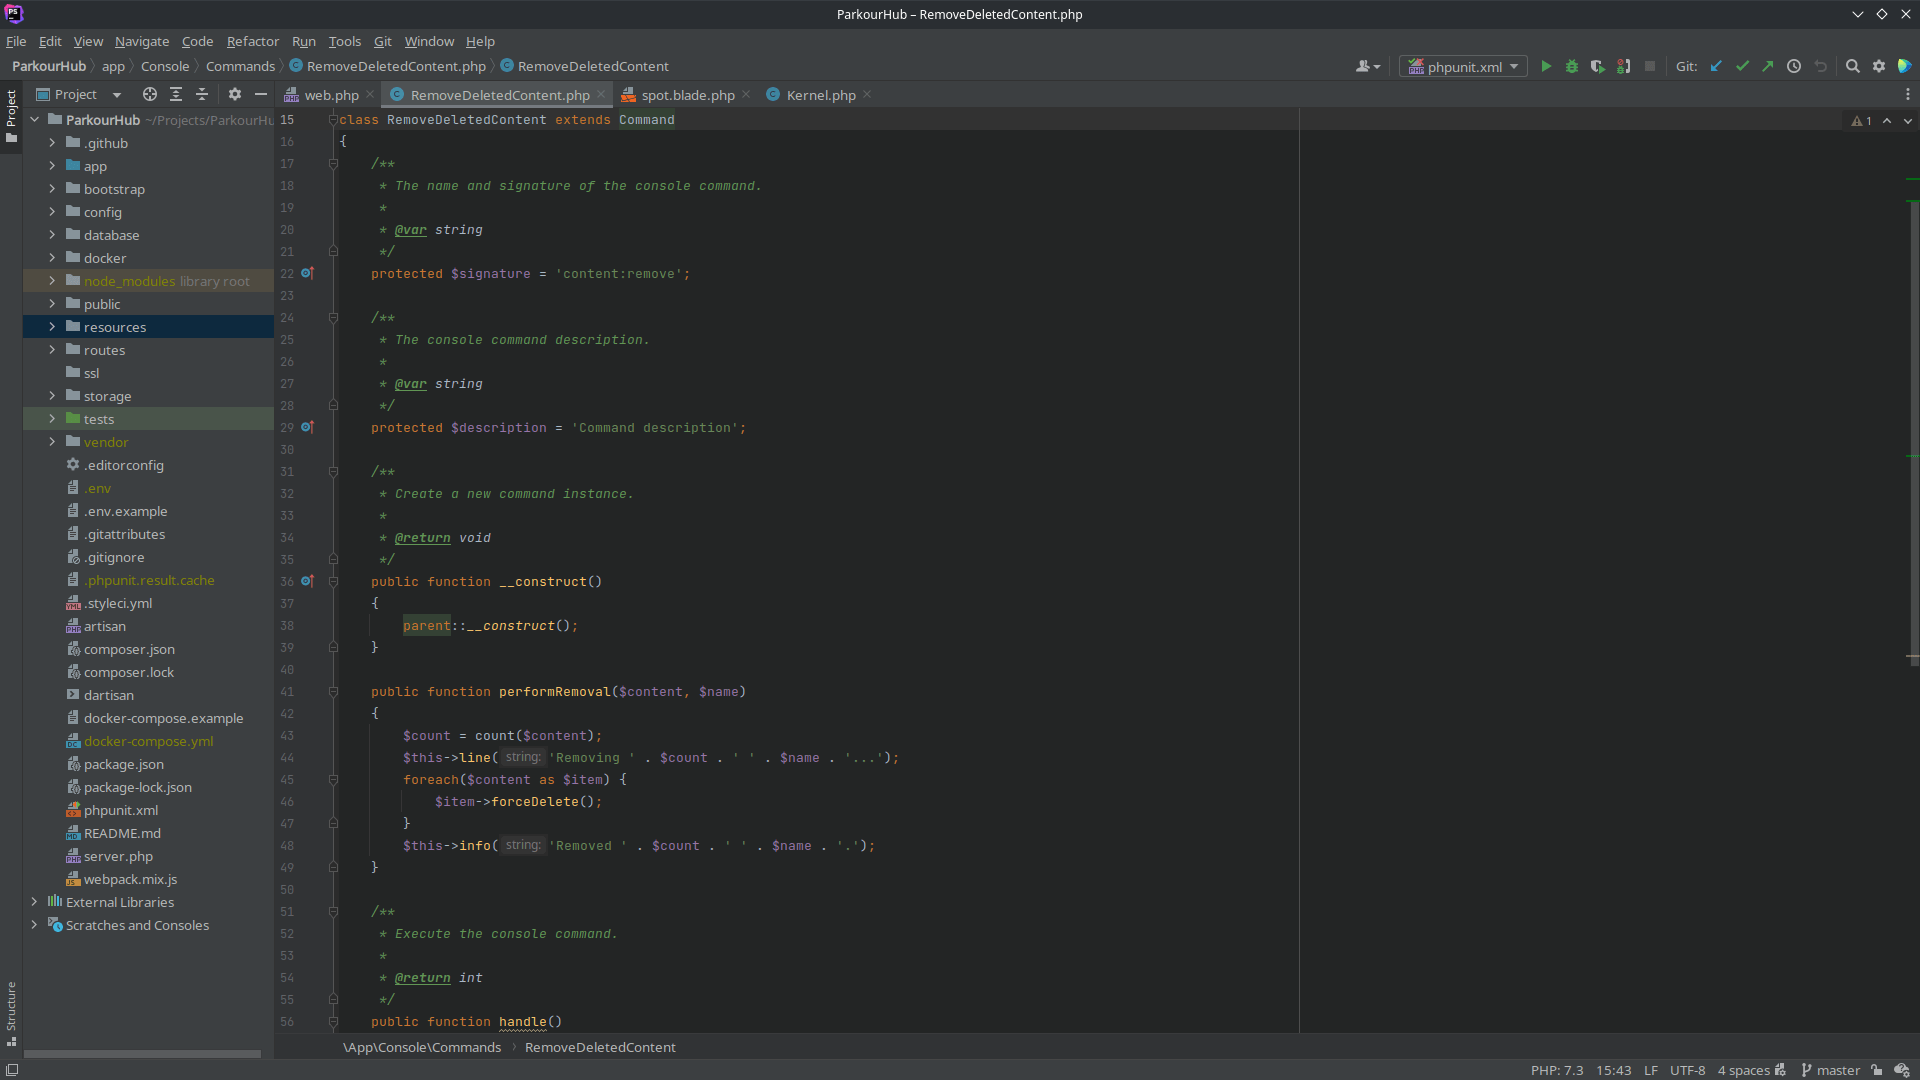 PS
ParkourHub – RemoveDeletedContent.php
File Edit View Navigate Code Refactor Run Tools Git Window Help
ParkourHub app Console Commands RemoveDeletedContent.php RemoveDeletedContent
phpunit.xml
Git:
Project
Project
web.php
RemoveDeletedContent.php
spot.blade.php
Kernel.php
ParkourHub ~/Projects/ParkourHu
.github
app
bootstrap
config
database
docker
node_modules library root
public
resources
routes
ssl
storage
tests
vendor
.editorconfig
.env
.env.example
.gitattributes
.gitignore
.phpunit.result.cache
.styleci.yml
artisan
composer.json
composer.lock
dartisan
docker-compose.example
docker-compose.yml
package.json
package-lock.json
phpunit.xml
README.md
server.php
webpack.mix.js
External Libraries
Scratches and Consoles
Structure
1
15 class RemoveDeletedContent extends Command
16 {
17 /**
18 * The name and signature of the console command.
19 *
20 * @var string
21 */
22 protected $signature = 'content:remove';
23
24 /**
25 * The console command description.
26 *
27 * @var string
28 */
29 protected $description = 'Command description';
30
31 /**
32 * Create a new command instance.
33 *
34 * @return void
35 */
36 public function __construct()
37 {
38 parent::__construct();
39 }
40
41 public function performRemoval($content, $name)
42 {
43 $count = count($content);
44 $this->line( string: 'Removing ' . $count . ' ' . $name . '...');
45 foreach($content as $item) {
46 $item->forceDelete();
47 }
48 $this->info( string: 'Removed ' . $count . ' ' . $name . '.');
49 }
50
51 /**
52 * Execute the console command.
53 *
54 * @return int
55 */
56 public function handle()
\App\Console\Commands RemoveDeletedContent
PHP: 7.3 15:43 LF UTF-8 4 spaces master